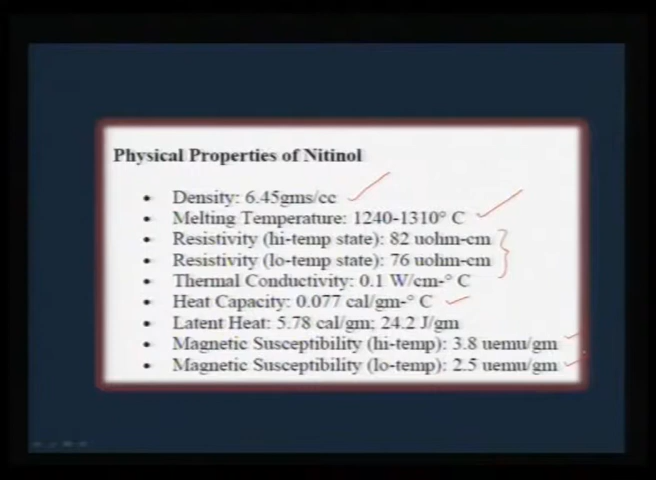 Physical Properties of Nitinol
• Density: 6.45gms/cc
• Melting Temperature: 1240-1310° C
• Resistivity (hi-temp state): 82 uohm-cm
• Resistivity (lo-temp state): 76 uohm-cm
• Thermal Conductivity: 0.1 W/cm-° C
• Heat Capacity: 0.077 cal/gm-° C
• Latent Heat: 5.78 cal/gm; 24.2 J/gm
• Magnetic Susceptibility (hi-temp): 3.8 uemu/gm
• Magnetic Susceptibility (lo-temp): 2.5 uemu/gm